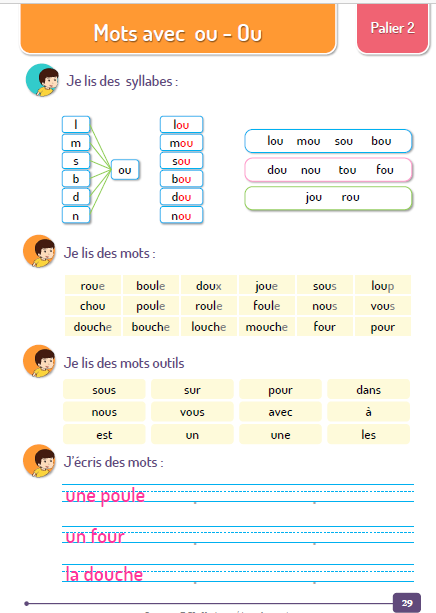 Mots avec ou - Ou
Palier 2
Je lis des syllabes :
l
m
s
b
d
n
ou
lou
mou
sou
bou
dou
nou
lou mou sou bou
dou nou tou fou
jou rou
Je lis des mots :
roue boule doux joue sous loup
chou poule roule foule nous vous
douche bouche louche mouche four pour
Je lis des mots outils
sous sur pour dans
nous vous avec à
est un une les
J'écris des mots :
une poule
un four
la douche
29